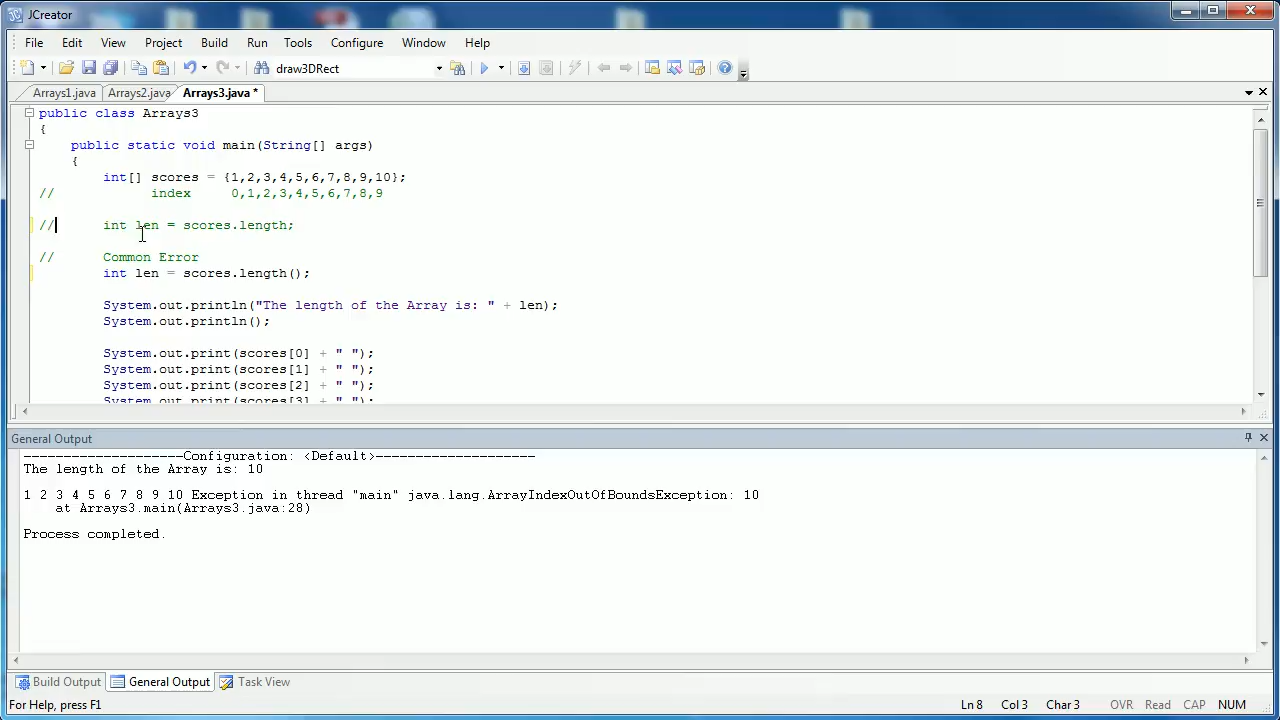 JCreator
File Edit View Project Build Run Tools Configure Window Help
draw3DRect
Arrays1.java Arrays2.java Arrays3.java *
public class Arrays3
{
public static void main(String[] args)
{
int[] scores = {1,2,3,4,5,6,7,8,9,10};
// index 0,1,2,3,4,5,6,7,8,9
// int len = scores.length;
// Common Error
int len = scores.length();
System.out.println("The length of the Array is: " + len);
System.out.println();
System.out.print(scores[0] + " ");
System.out.print(scores[1] + " ");
System.out.print(scores[2] + " ");
System.out.print(scores[3] + " ");
General Output
--------------------Configuration: <Default>--------------------
The length of the Array is: 10
1 2 3 4 5 6 7 8 9 10 Exception in thread "main" java.lang.ArrayIndexOutOfBoundsException: 10
at Arrays3.main(Arrays3.java:28)
Process completed.
Build Output General Output Task View
For Help, press F1 Ln 8 Col 3 Char 3 OVR Read CAP NUM